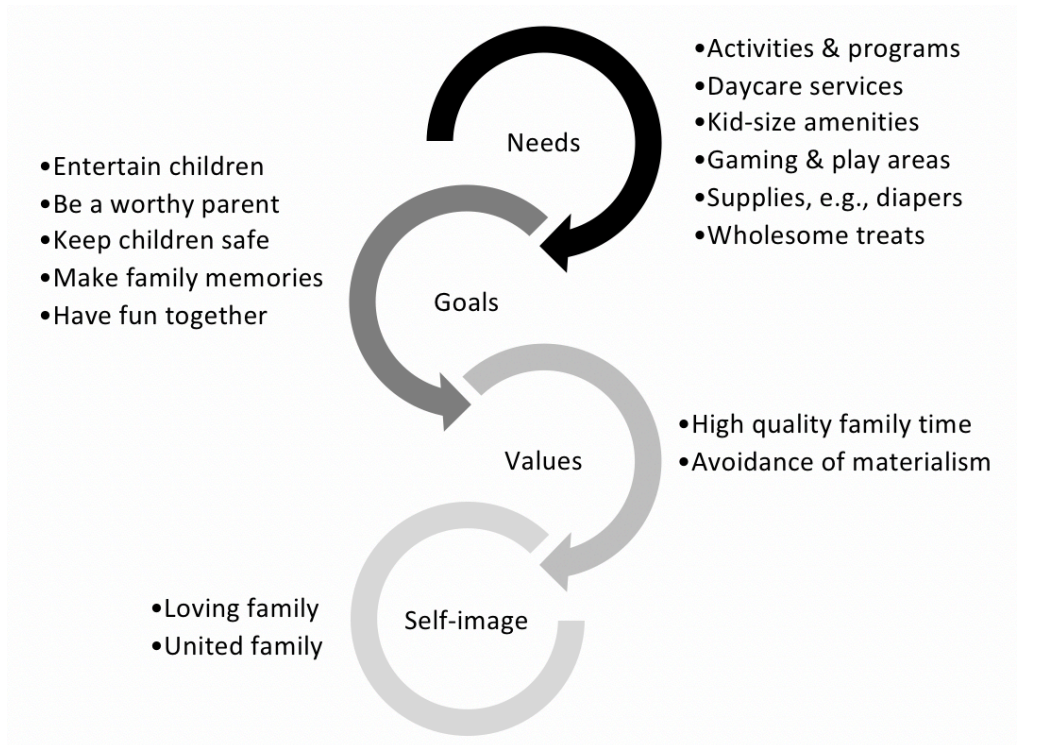 Needs
•Activities & programs
•Daycare services
•Kid-size amenities
•Gaming & play areas
•Supplies, e.g., diapers
•Wholesome treats
Goals
•Entertain children
•Be a worthy parent
•Keep children safe
•Make family memories
•Have fun together
Values
•High quality family time
•Avoidance of materialism
Self-image
•Loving family
•United family